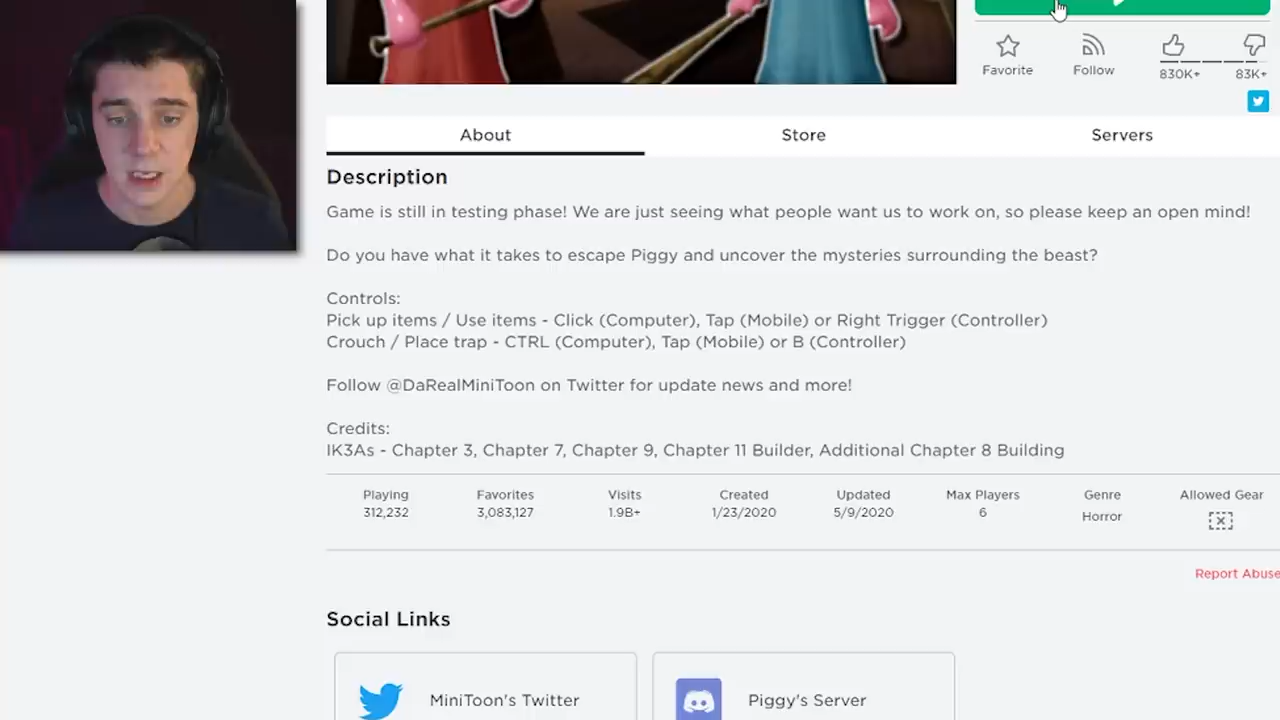 Favorite
Follow
830K+
83K+
About
Store
Servers
Description
Game is still in testing phase! We are just seeing what people want us to work on, so please keep an open mind!
Do you have what it takes to escape Piggy and uncover the mysteries surrounding the beast?
Controls:
Pick up items / Use items - Click (Computer), Tap (Mobile) or Right Trigger (Controller)
Crouch / Place trap - CTRL (Computer), Tap (Mobile) or B (Controller)
Follow @DaRealMiniToon on Twitter for update news and more!
Credits:
IK3As - Chapter 3, Chapter 7, Chapter 9, Chapter 11 Builder, Additional Chapter 8 Building
Playing Favorites Visits Created Updated Max Players Genre Allowed Gear
312,232 3,083,127 1.9B+ 1/23/2020 5/9/2020 6 Horror
Report Abuse
Social Links
MiniToon's Twitter
Piggy's Server